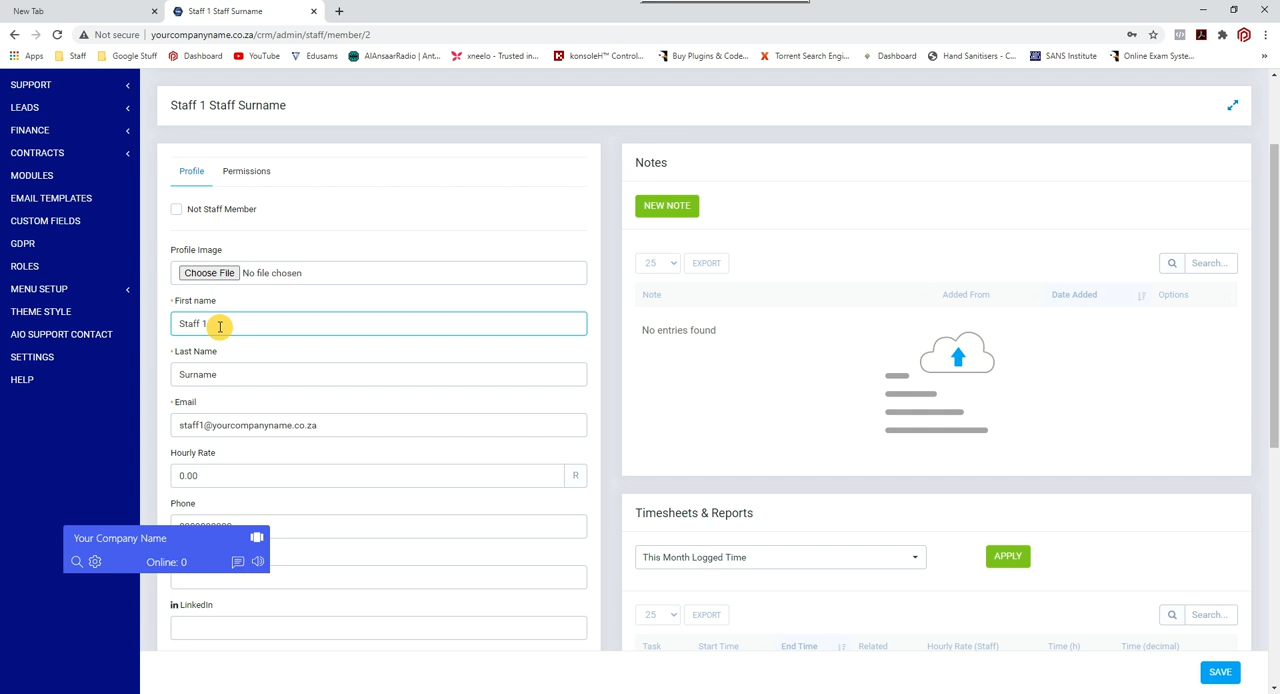 New Tab
Staff 1 Staff Surname
Not secure | yourcompanyname.co.za/crm/admin/staff/member/2
Apps Staff Google Stuff Dashboard YouTube Edusams AlAnsaarRadio | Ant... xneelo - Trusted in... konsoleH™ Control... Buy Plugins & Code... Torrent Search Engi... Dashboard Hand Sanitisers - C... SANS Institute Online Exam Syste... »
SUPPORT
LEADS
FINANCE
CONTRACTS
MODULES
EMAIL TEMPLATES
CUSTOM FIELDS
GDPR
ROLES
MENU SETUP
THEME STYLE
AIO SUPPORT CONTACT
SETTINGS
HELP
Staff 1 Staff Surname
Profile Permissions
Not Staff Member
Profile Image
Choose File No file chosen
* First name
Staff 1
* Last Name
Surname
* Email
staff1@yourcompanyname.co.za
Hourly Rate
0.00 R
Phone
in LinkedIn
Your Company Name
Online: 0
Notes
NEW NOTE
25 EXPORT Search...
Note Added From Date Added Options
No entries found
Timesheets & Reports
This Month Logged Time APPLY
25 EXPORT Search...
Task Start Time End Time Related Hourly Rate (Staff) Time (h) Time (decimal)
SAVE